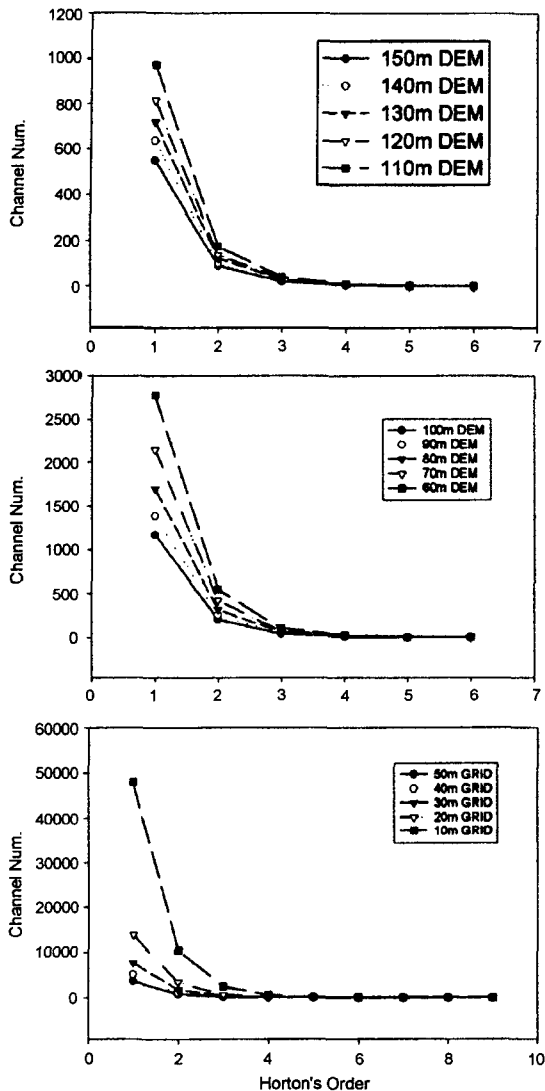 1200
1000
800
600
400
200
0
Channel Num.
150m DEM
140m DEM
130m DEM
120m DEM
110m DEM
0 1 2 3 4 5 6 7
3000
2500
2000
1500
1000
500
0
Channel Num.
100m DEM
90m DEM
80m DEM
70m DEM
60m DEM
0 1 2 3 4 5 6 7
60000
50000
40000
30000
20000
10000
0
Channel Num.
50m GRID
40m GRID
30m GRID
20m GRID
10m GRID
0 2 4 6 8 10
Horton's Order